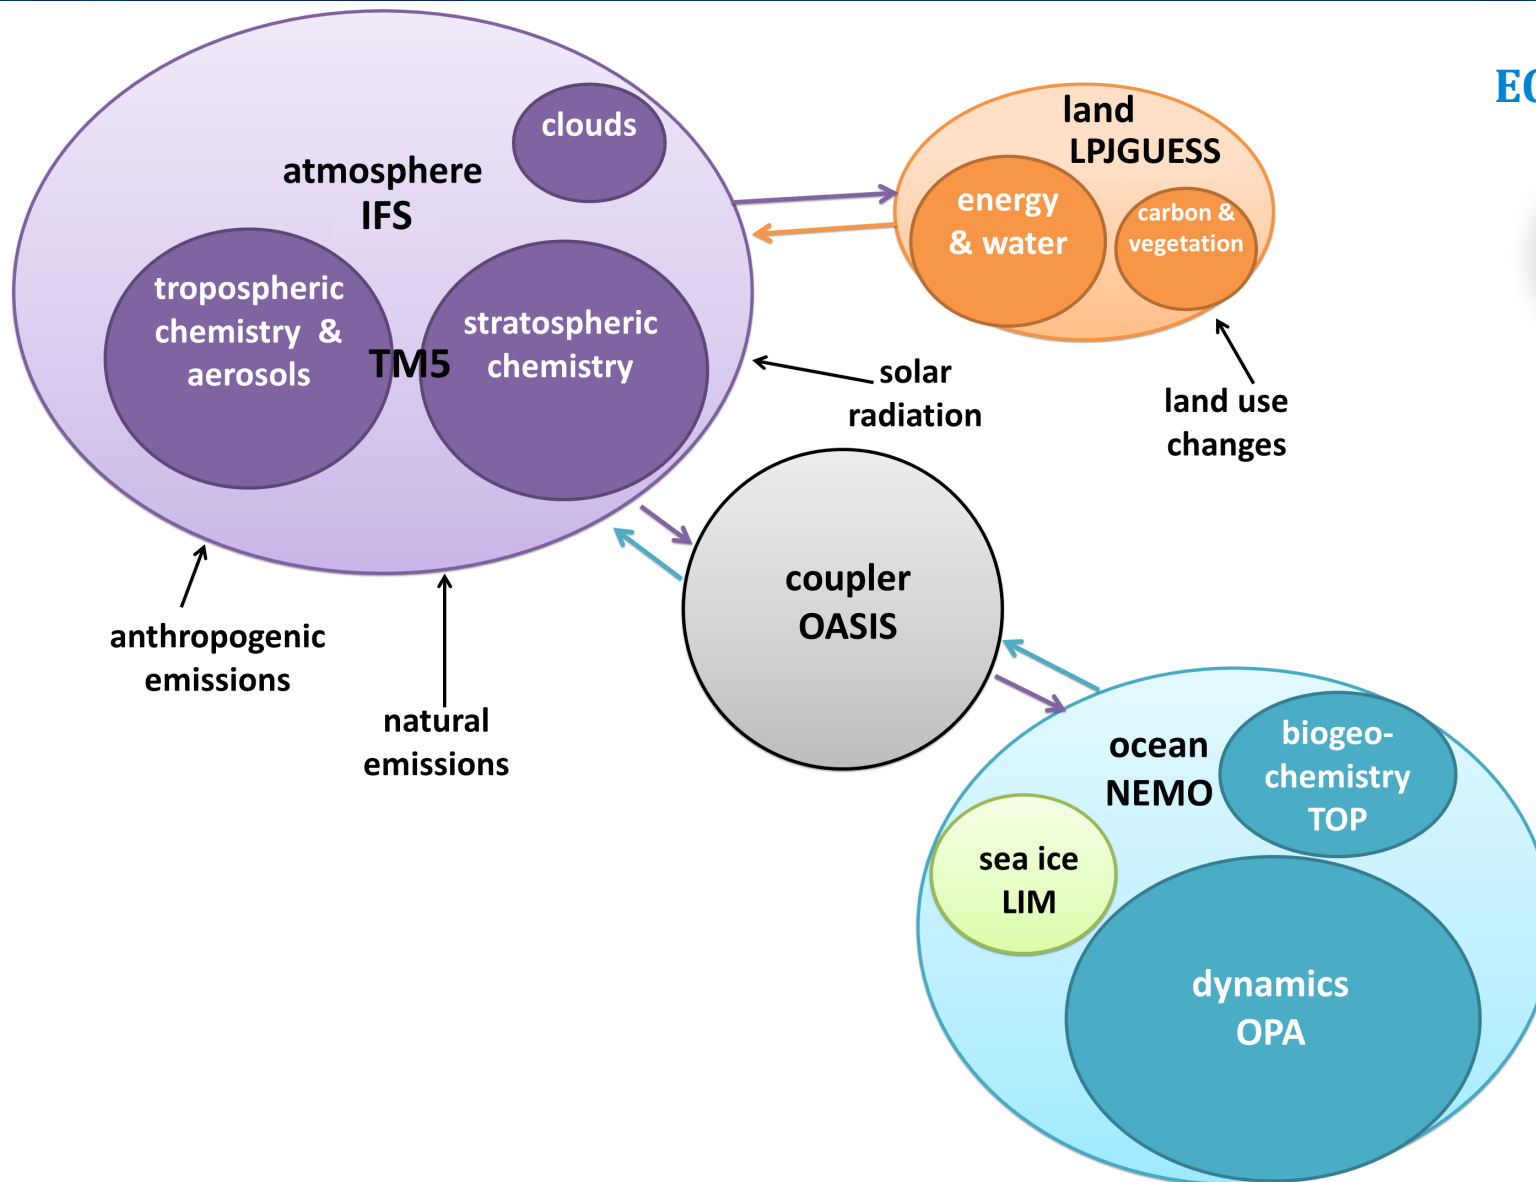 clouds
atmosphere
IFS
tropospheric
chemistry &
aerosols
TM5
stratospheric
chemistry
land
LPJGUESS
energy
& water
carbon &
vegetation
solar
radiation
land use
changes
coupler
OASIS
anthropogenic
emissions
natural
emissions
ocean
NEMO
biogeo-
chemistry
TOP
sea ice
LIM
dynamics
OPA